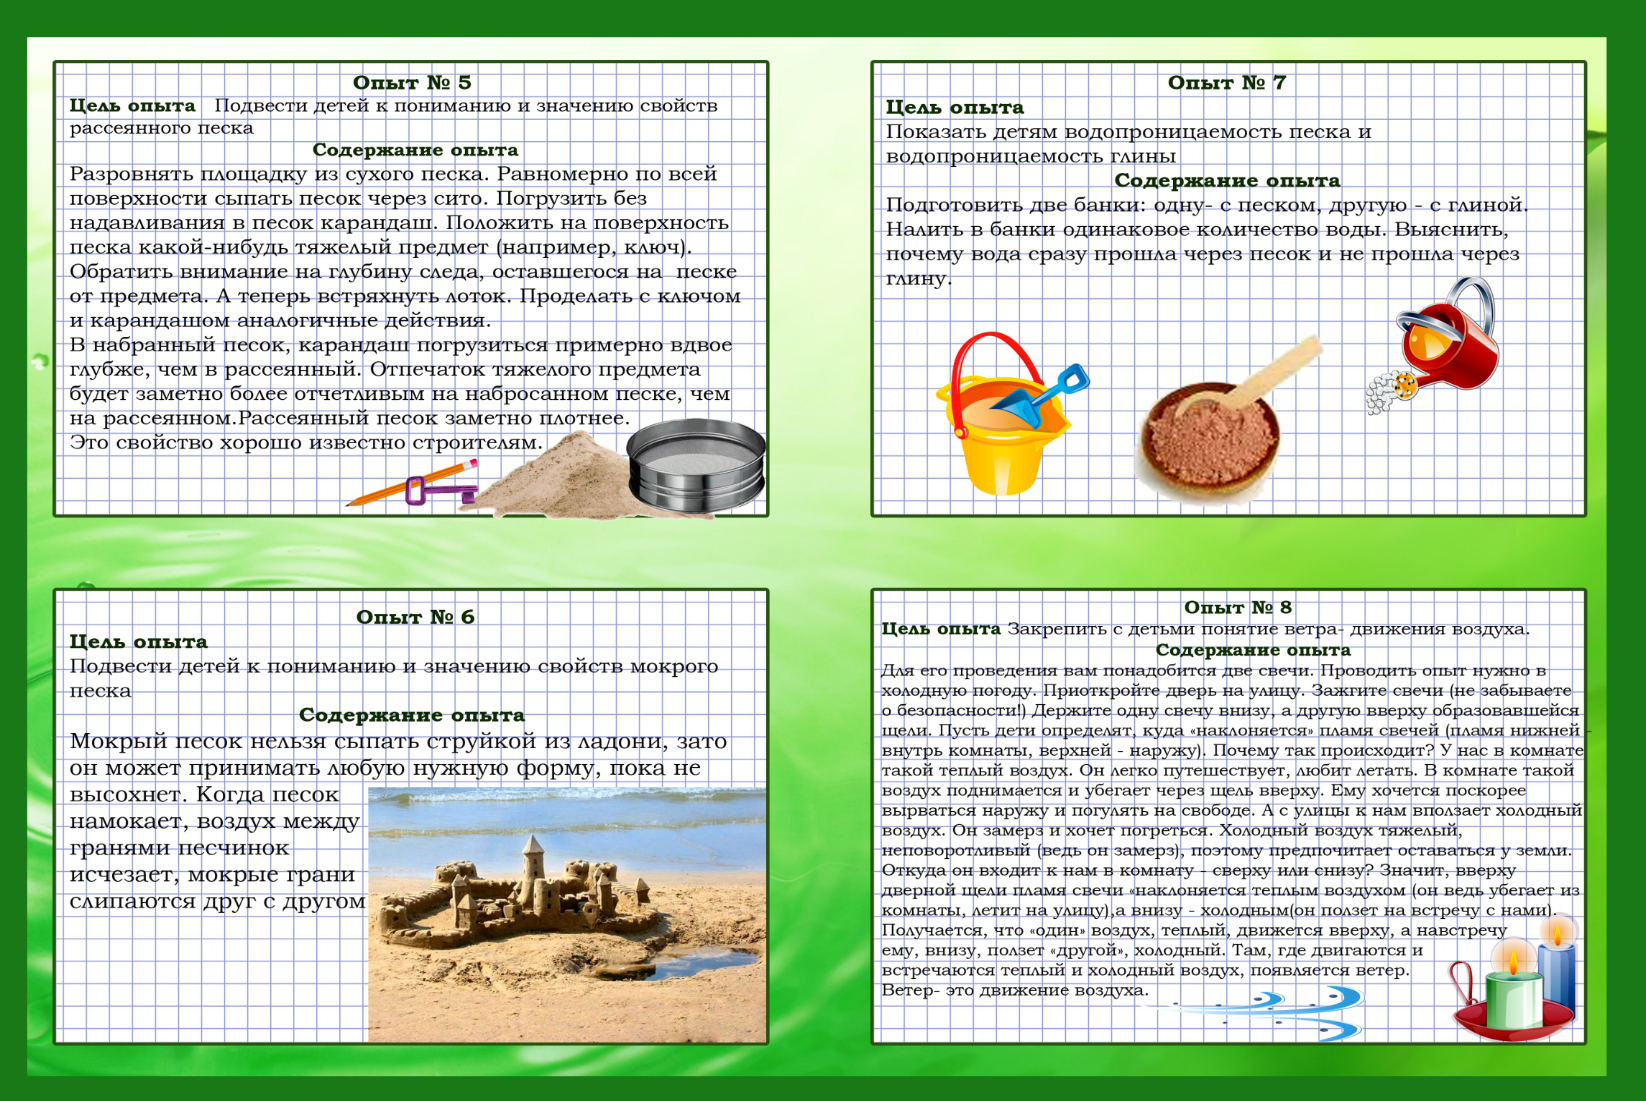 Опыт № 5
Цель опыта Подвести детей к пониманию и значению свойств
рассеянного песка
Содержание опыта
Разровнять площадку из сухого песка. Равномерно по всей
поверхности сыпать песок через сито. Погрузить без
надавливания в песок карандаш. Положить на поверхность
песка какой-нибудь тяжелый предмет (например, ключ).
Обратить внимание на глубину следа, оставшегося на песке
от предмета. А теперь встряхнуть лоток. Проделать с ключом
и карандашом аналогичные действия.
В набранный песок, карандаш погрузиться примерно вдвое
глубже, чем в рассеянный. Отпечаток тяжелого предмета
будет заметно более отчетливым на набросанном песке, чем
на рассеянном.Рассеянный песок заметно плотнее.
Это свойство хорошо известно строителям.
Опыт № 6
Цель опыта
Подвести детей к пониманию и значению свойств мокрого
песка
Содержание опыта
Мокрый песок нельзя сыпать струйкой из ладони, зато
он может принимать любую нужную форму, пока не
высохнет. Когда песок
намокает, воздух между
гранями песчинок
исчезает, мокрые грани
слипаются друг с другом
Опыт № 7
Цель опыта
Показать детям водопроницаемость песка и
водопроницаемость глины
Содержание опыта
Подготовить две банки: одну- с песком, другую - с глиной.
Налить в банки одинаковое количество воды. Выяснить,
почему вода сразу прошла через песок и не прошла через
глину.
Опыт № 8
Цель опыта Закрепить с детьми понятие ветра- движения воздуха.
Содержание опыта
Для его проведения вам понадобится две свечи. Проводить опыт нужно в
холодную погоду. Приоткройте дверь на улицу. Зажгите свечи (не забываете
о безопасности!) Держите одну свечу внизу, а другую вверху образовавшейся
щели. Пусть дети определят, куда «наклоняется» пламя свечей (пламя нижней -
внутрь комнаты, верхней - наружу). Почему так происходит? У нас в комнате
такой теплый воздух. Он легко путешествует, любит летать. В комнате такой
воздух поднимается и убегает через щель вверху. Ему хочется поскорее
вырваться наружу и погулять на свободе. А с улицы к нам вползает холодный
воздух. Он замерз и хочет погреться. Холодный воздух тяжелый,
неповоротливый (ведь он замерз), поэтому предпочитает оставаться у земли.
Откуда он входит к нам в комнату - сверху или снизу? Значит, вверху
дверной щели пламя свечи «наклоняется теплым воздухом (он ведь убегает из
комнаты, летит на улицу),а внизу - холодным(он ползет на встречу с нами).
Получается, что «один» воздух, теплый, движется вверху, а навстречу
ему, внизу, ползет «другой», холодный. Там, где двигаются и
встречаются теплый и холодный воздух, появляется ветер.
Ветер- это движение воздуха.